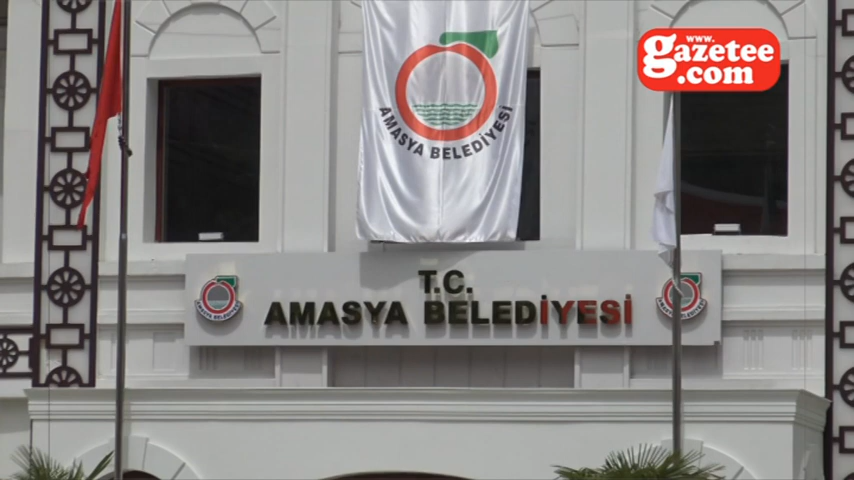 www.
gazetee
.com
AMASYA BELEDİYESİ
T.C.
AMASYA BELEDİYESİ